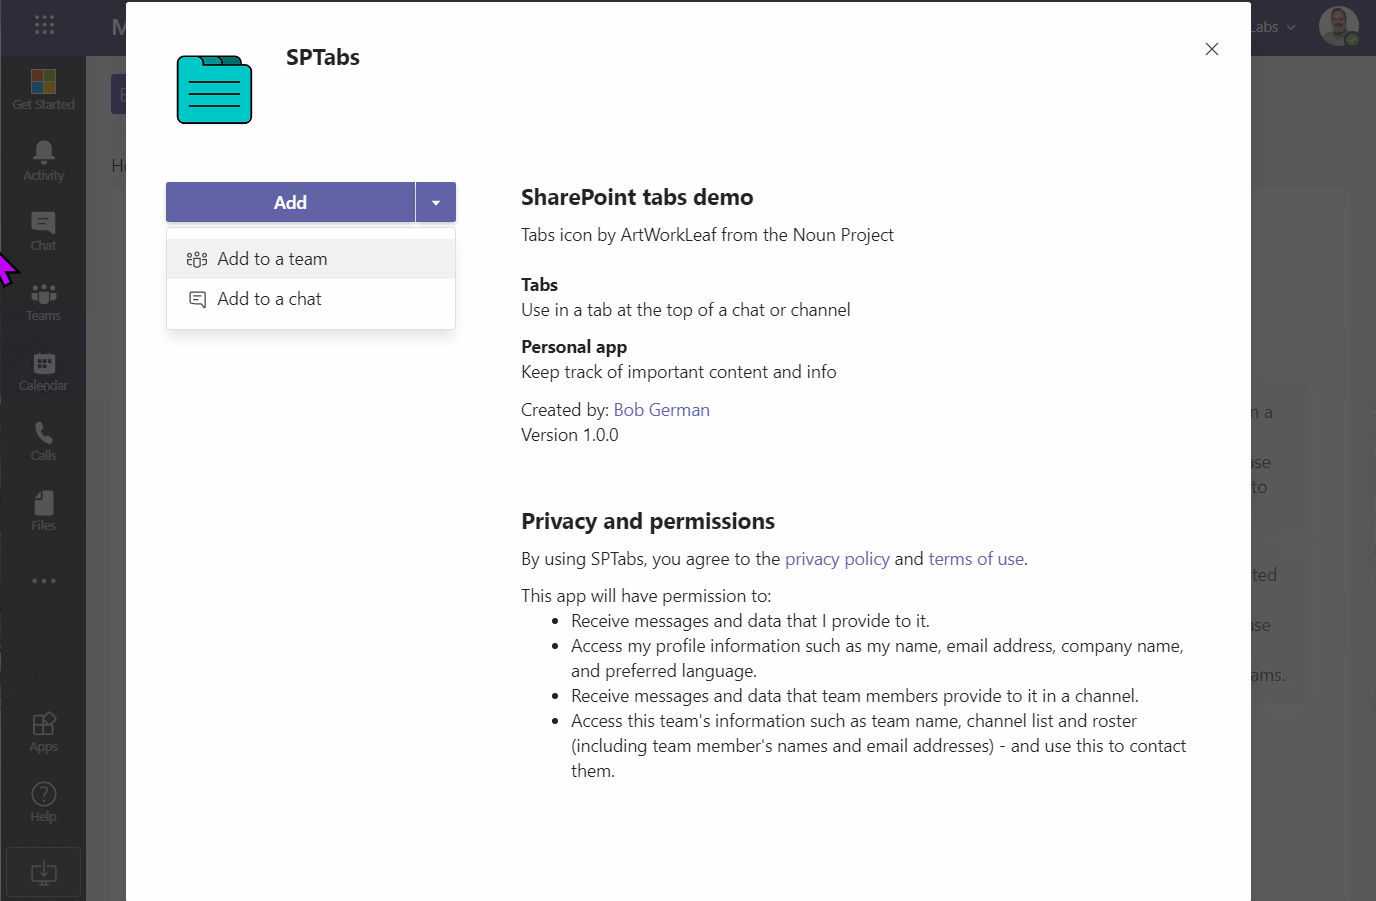 M
Labs
Get Started
Activity
Chat
Teams
Calendar
Calls
Files
Apps
Help
SPTabs
Add
Add to a team
Add to a chat
SharePoint tabs demo
Tabs icon by ArtWorkLeaf from the Noun Project
Tabs
Use in a tab at the top of a chat or channel
Personal app
Keep track of important content and info
Created by: Bob German
Version 1.0.0
Privacy and permissions
By using SPTabs, you agree to the privacy policy and terms of use.
This app will have permission to:
• Receive messages and data that I provide to it.
• Access my profile information such as my name, email address, company name,
and preferred language.
• Receive messages and data that team members provide to it in a channel.
• Access this team's information such as team name, channel list and roster
(including team member's names and email addresses) - and use this to contact
them.